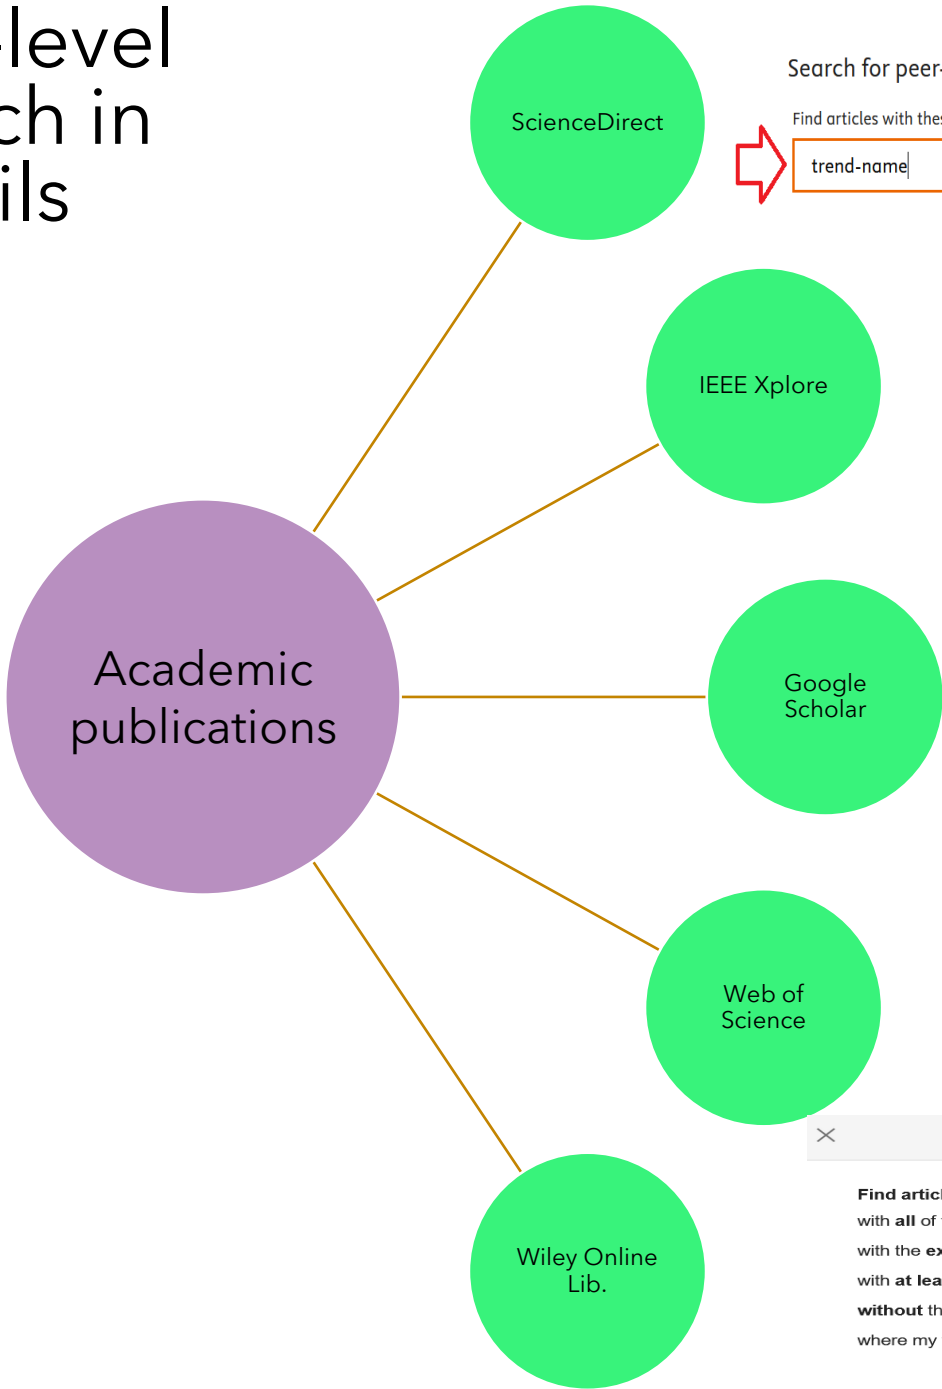 -level
ch in
ils
ScienceDirect
Search for peer-
Find articles with thes
trend-name
IEEE Xplore
Academic
publications
Google
Scholar
Web of
Science
Find articl
with all of
with the ex
with at lea
without th
where my
Wiley Online
Lib.